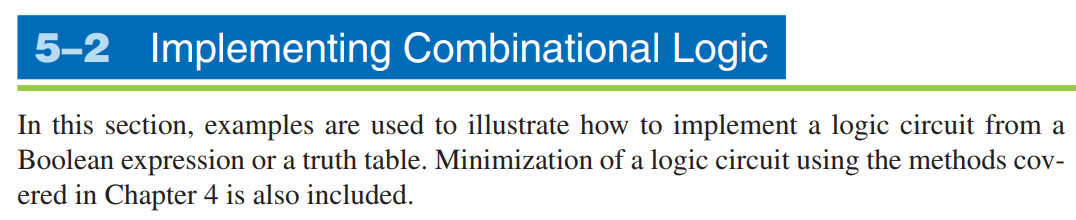 5–2 Implementing Combinational Logic
In this section, examples are used to illustrate how to implement a logic circuit from a
Boolean expression or a truth table. Minimization of a logic circuit using the methods cov-
ered in Chapter 4 is also included.